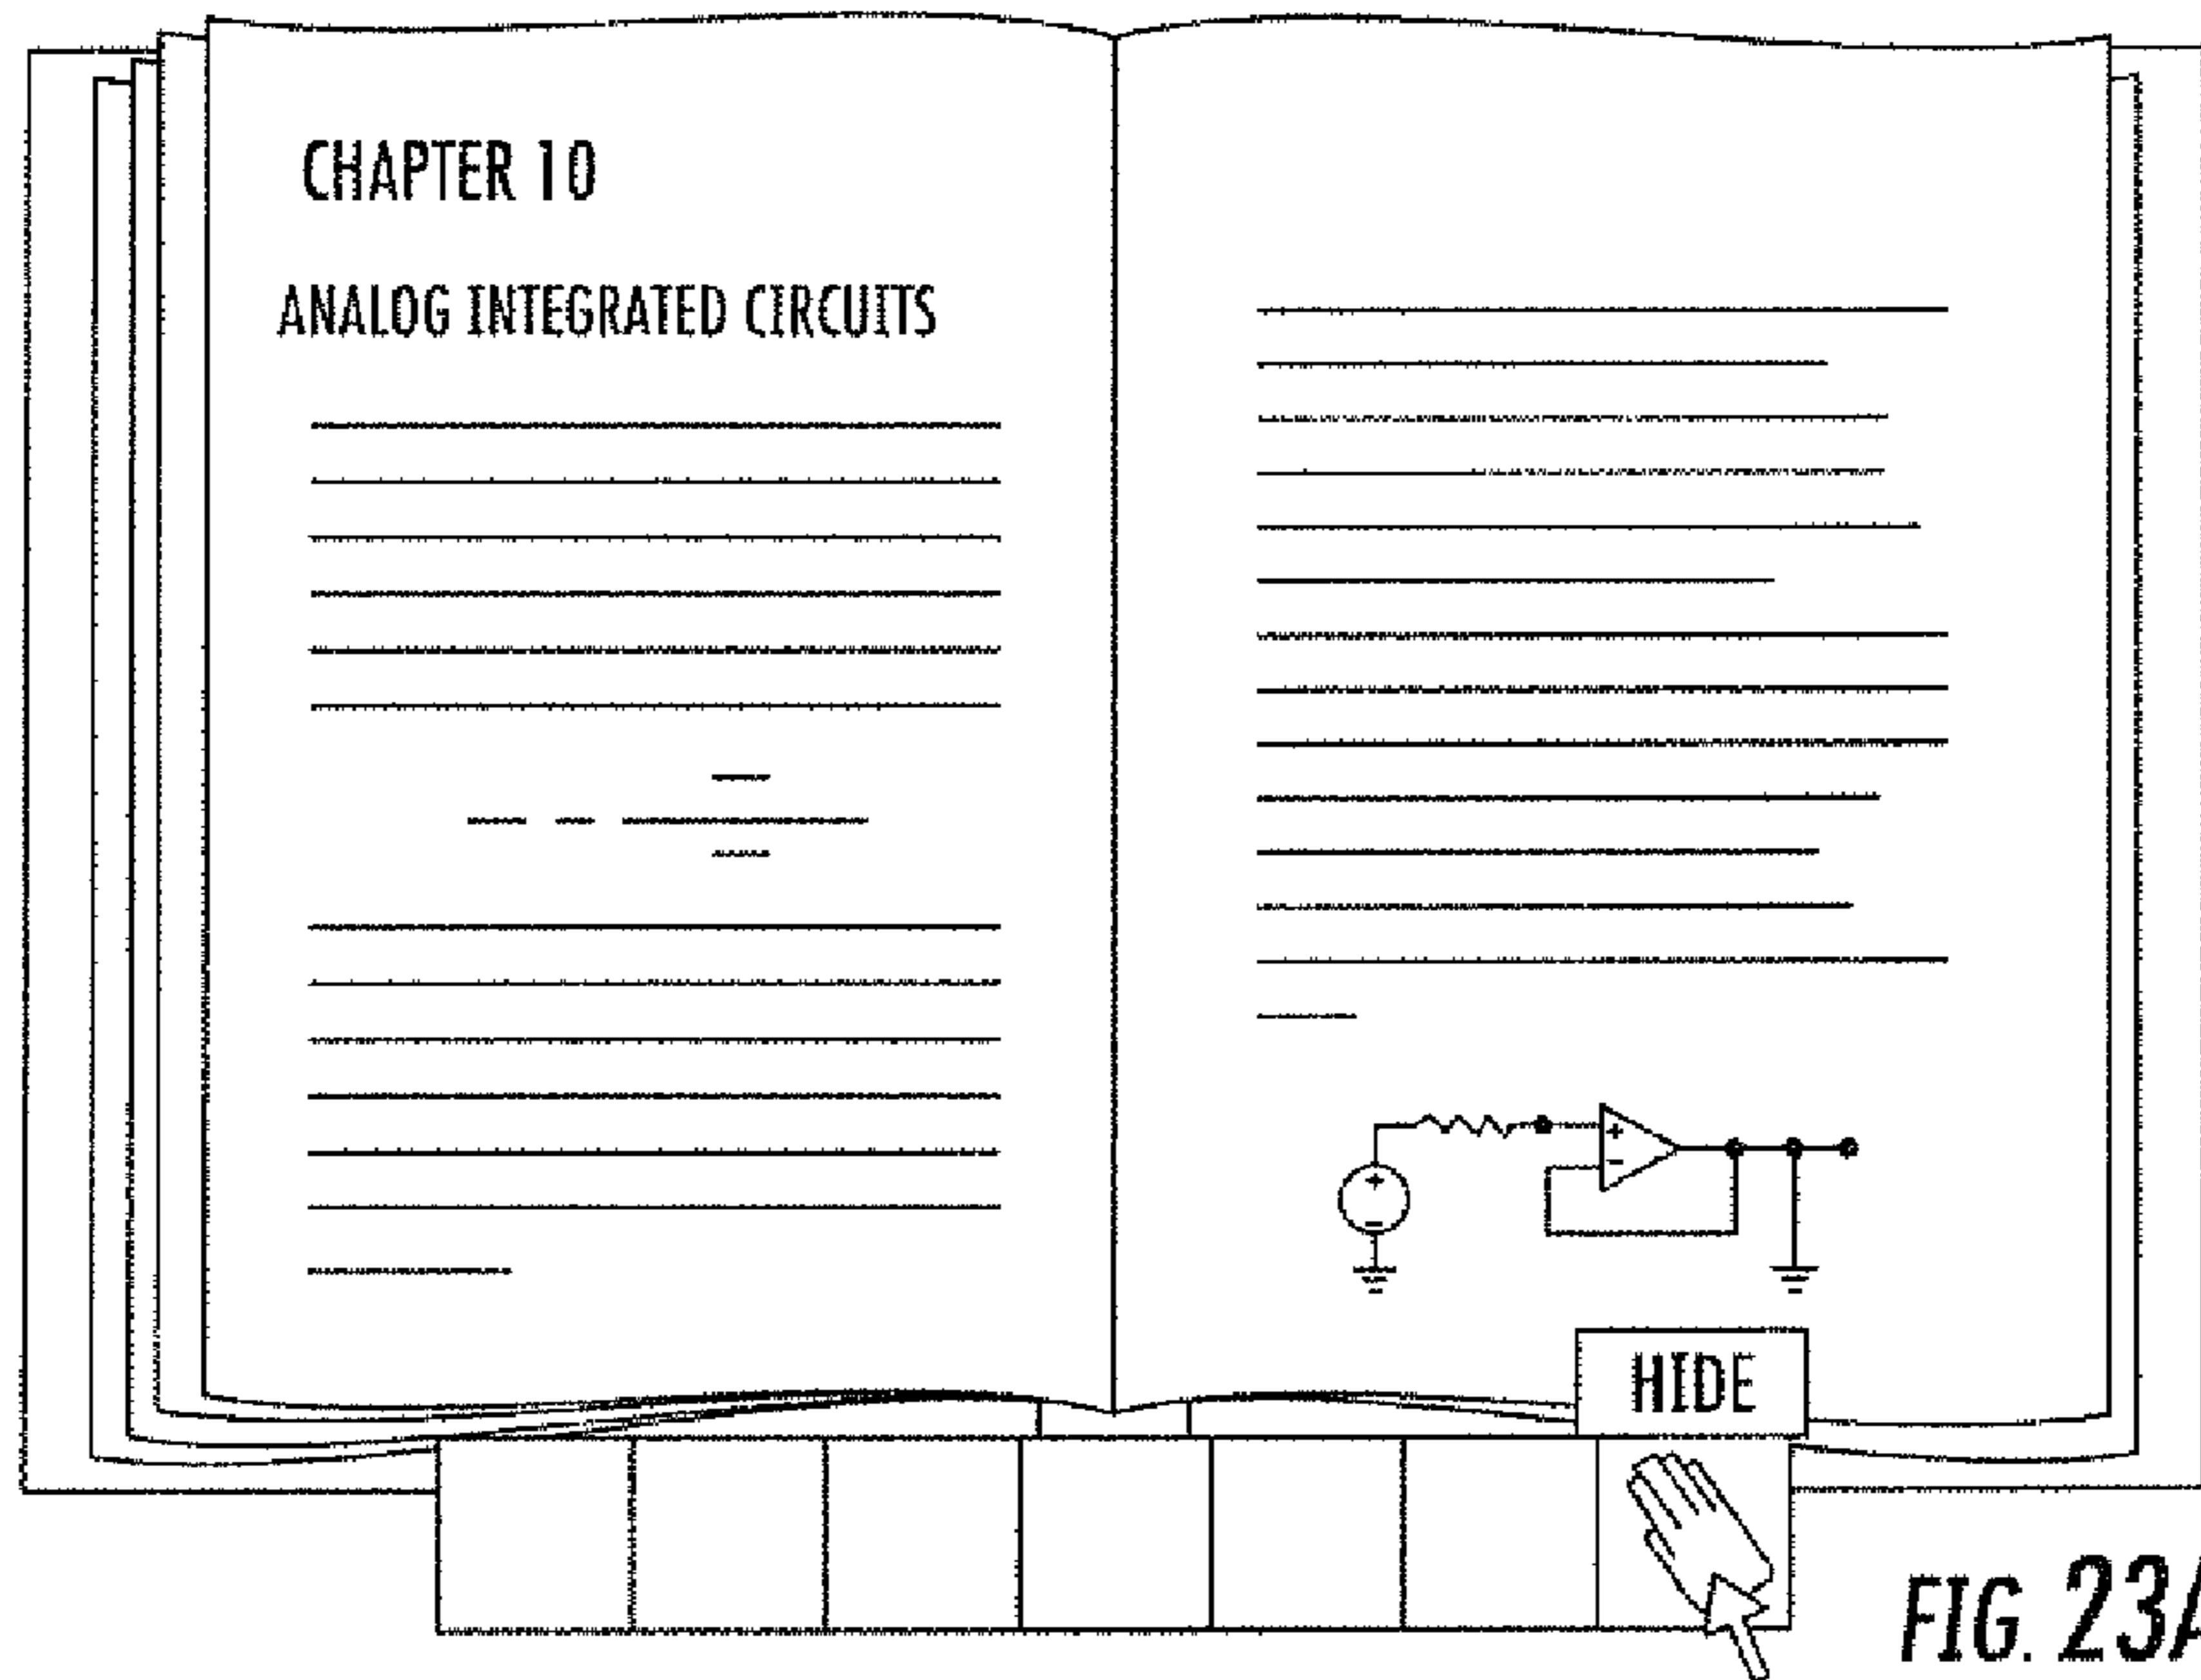 CHAPTER 10
ANALOG INTEGRATED CIRCUITS
+
−
+
−
HIDE
FIG. 23A